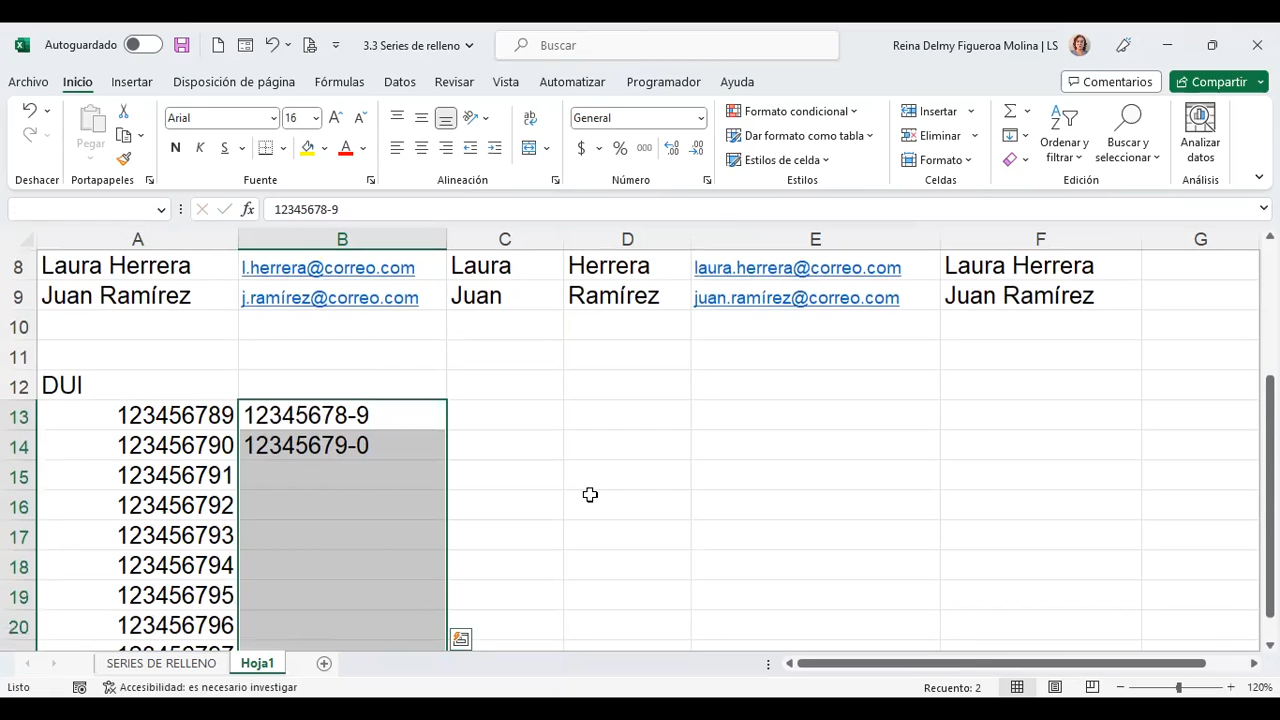 Autoguardado
3.3 Series de relleno
Buscar
Reina Delmy Figueroa Molina | LS
Archivo Inicio Insertar Disposición de página Fórmulas Datos Revisar Vista Automatizar Programador Ayuda
Comentarios Compartir
Pegar
Arial 16
General
Formato condicional
Dar formato como tabla
Estilos de celda
Insertar
Eliminar
Formato
Ordenar y filtrar
Buscar y seleccionar
Analizar datos
N K S
$ % 000
Deshacer Portapapeles Fuente Alineación Número Estilos Celdas Edición Análisis
fx 12345678-9
A B C D E F G
8 Laura Herrera l.herrera@correo.com Laura Herrera laura.herrera@correo.com Laura Herrera
9 Juan Ramírez j.ramírez@correo.com Juan Ramírez juan.ramírez@correo.com Juan Ramírez
10
11
12 DUI
13 123456789 12345678-9
14 123456790 12345679-0
15 123456791
16 123456792
17 123456793
18 123456794
19 123456795
20 123456796
SERIES DE RELLENO Hoja1
Listo Accesibilidad: es necesario investigar Recuento: 2 120%